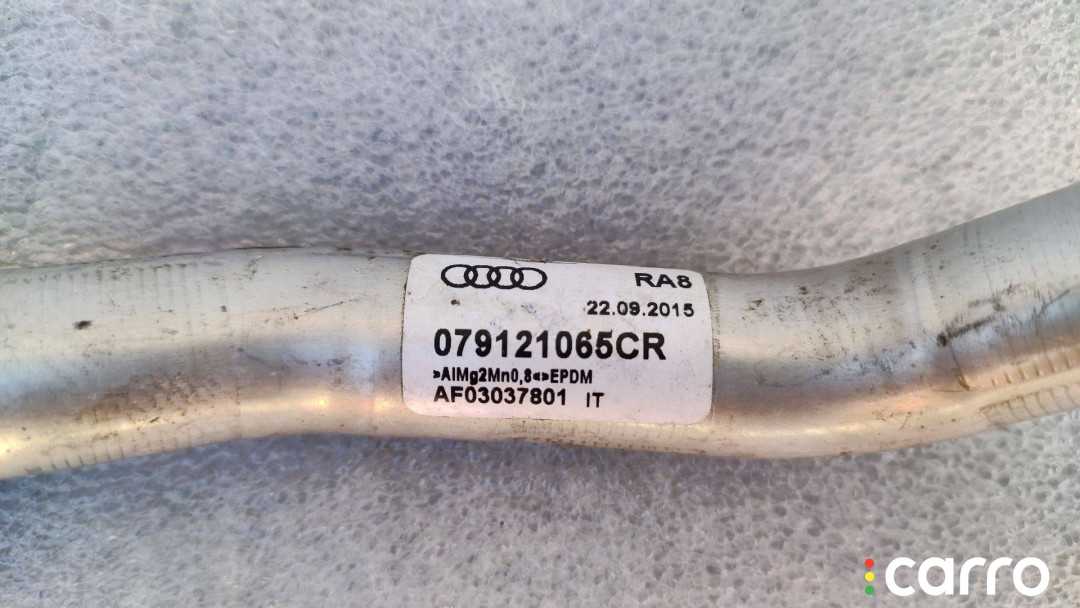 RA8
22.09.2015
079121065CR
>AlMg2Mn0,8<>EPDM
AF03037801 IT
carro